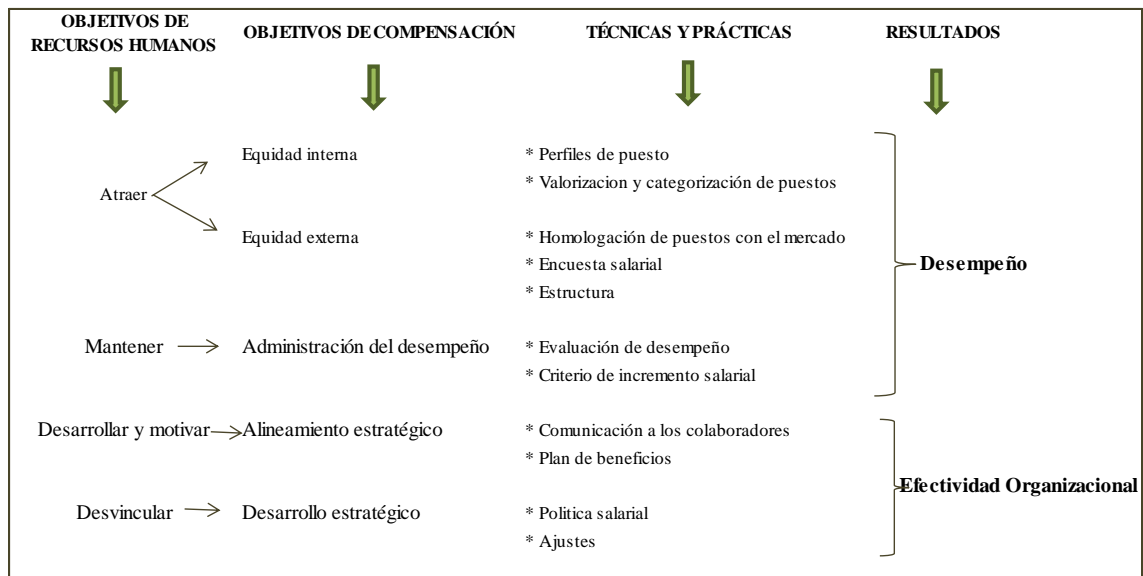 OBJETIVOS DE
RECURSOS HUMANOS
OBJETIVOS DE COMPENSACIÓN
TÉCNICAS Y PRÁCTICAS
RESULTADOS
Atraer
Equidad interna
* Perfiles de puesto
* Valorizacion y categorización de puestos
Equidad externa
* Homologación de puestos con el mercado
* Encuesta salarial
* Estructura
Desempeño
Mantener
Administración del desempeño
* Evaluación de desempeño
* Criterio de incremento salarial
Desarrollar y motivar
Alineamiento estratégico
* Comunicación a los colaboradores
* Plan de beneficios
Efectividad Organizacional
Desvincular
Desarrollo estratégico
* Politica salarial
* Ajustes